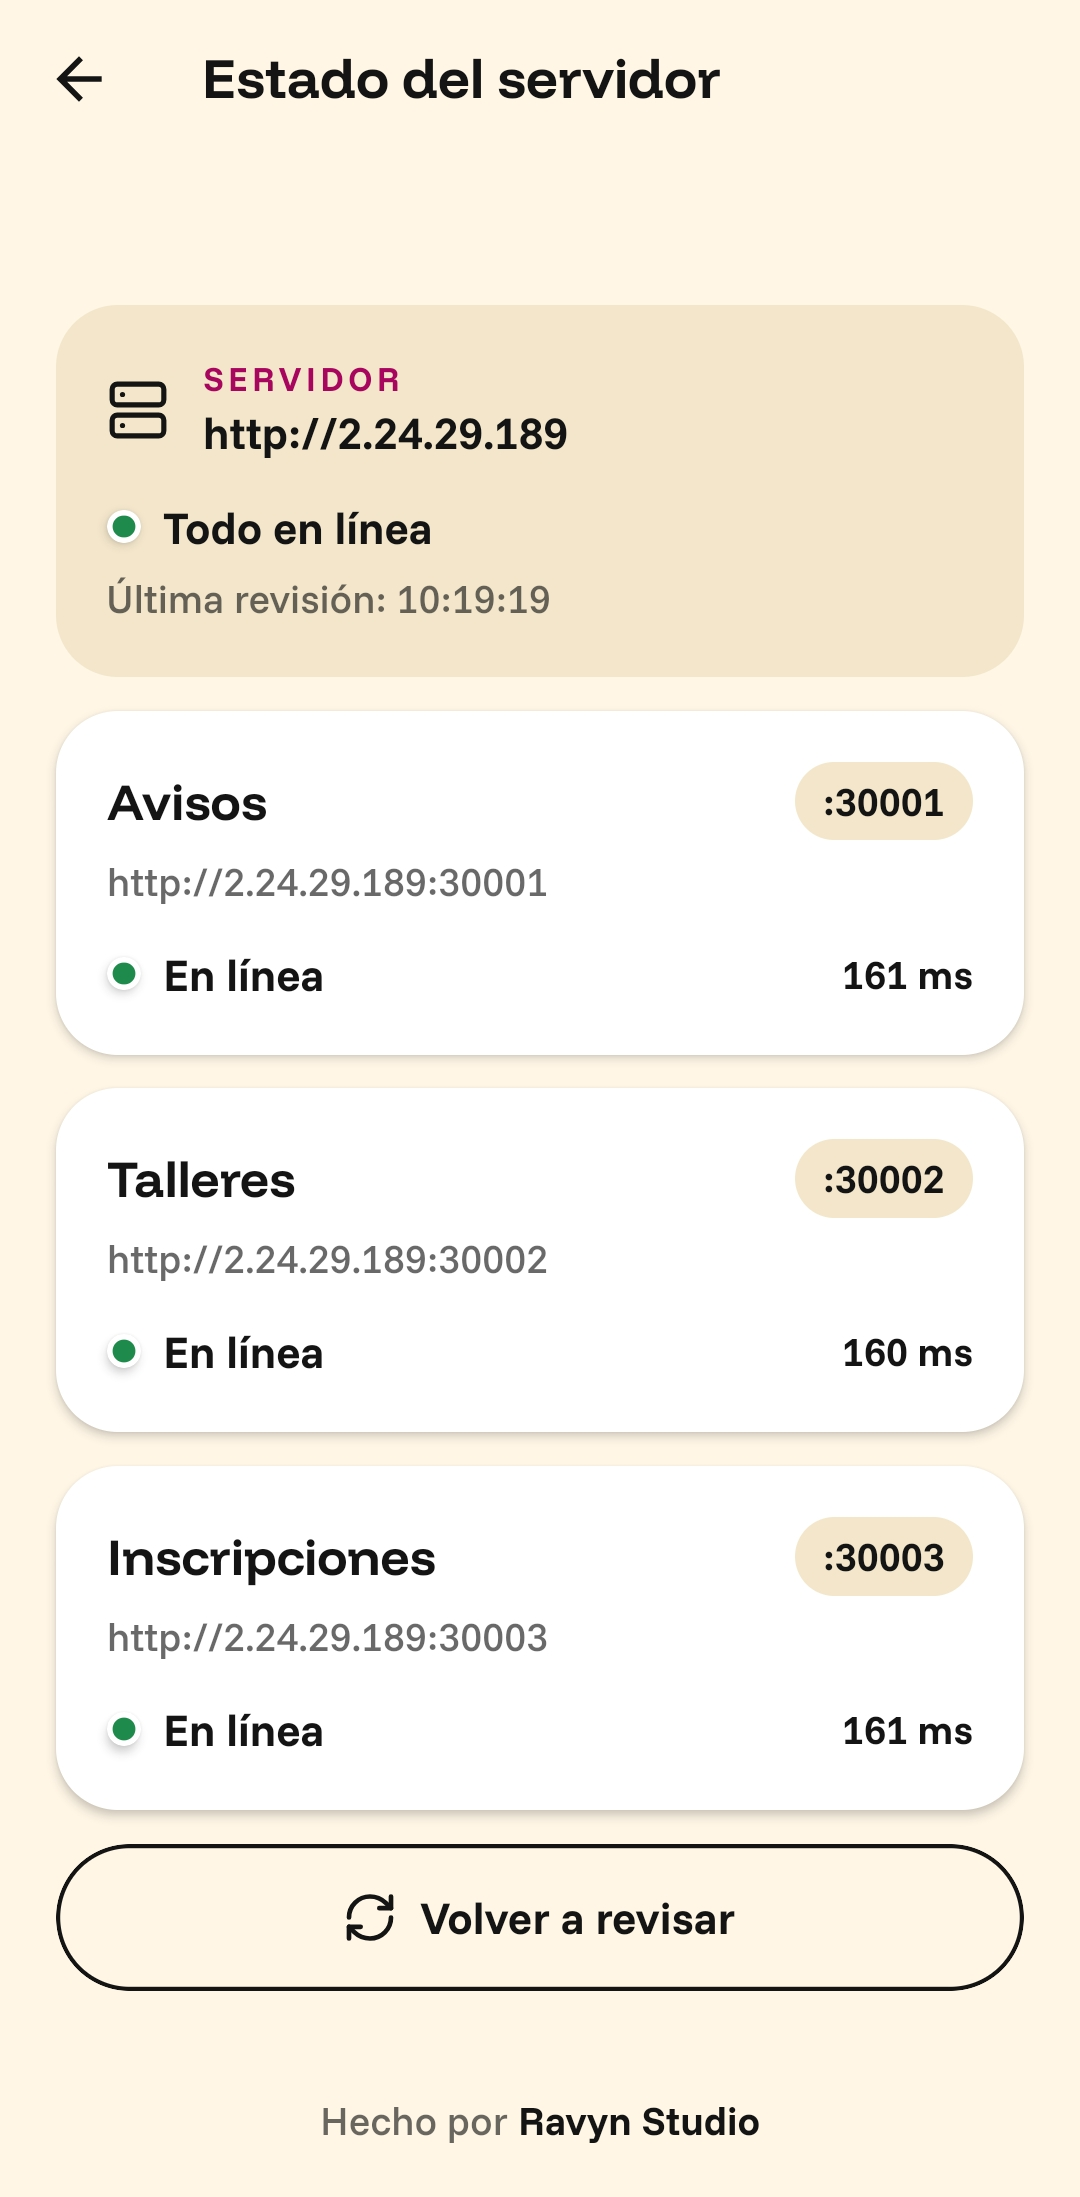 Estado del servidor
SERVIDOR
http://2.24.29.189
Todo en línea
Última revisión: 10:19:19
Avisos
:30001
http://2.24.29.189:30001
En línea
161 ms
Talleres
:30002
http://2.24.29.189:30002
En línea
160 ms
Inscripciones
:30003
http://2.24.29.189:30003
En línea
161 ms
Volver a revisar
Hecho por Ravyn Studio